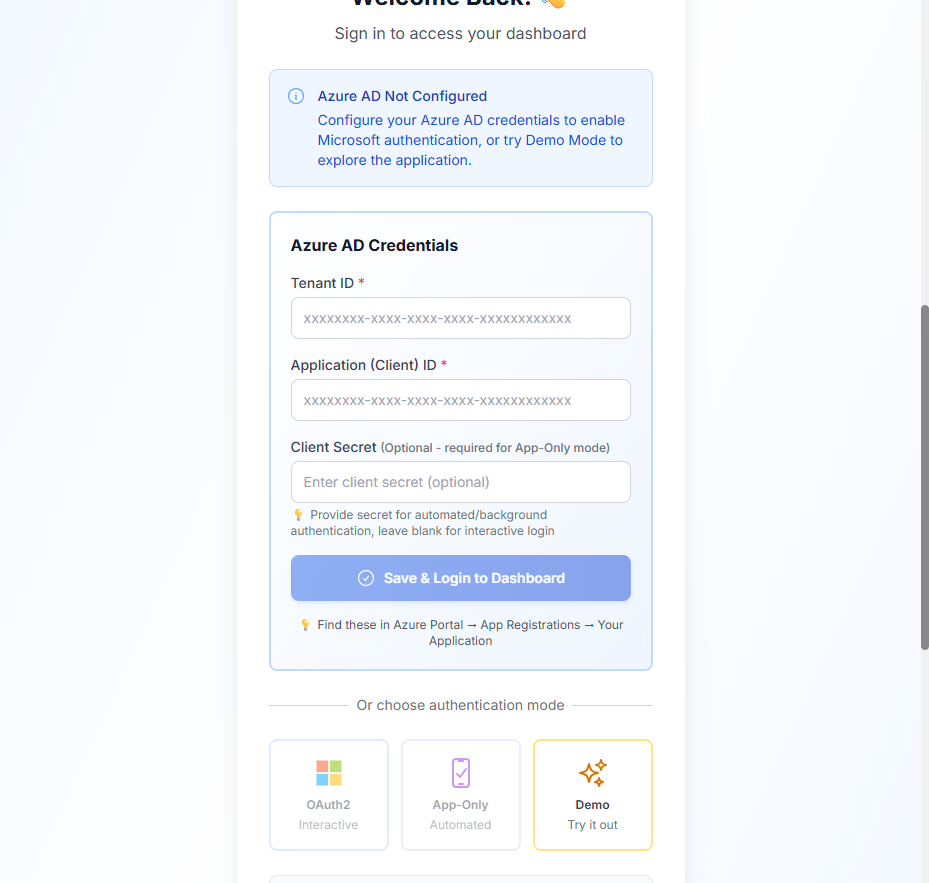 Welcome Back! 👋
Sign in to access your dashboard
Azure AD Not Configured
Configure your Azure AD credentials to enable
Microsoft authentication, or try Demo Mode to
explore the application.
Azure AD Credentials
Tenant ID *
xxxxxxxx-xxxx-xxxx-xxxx-xxxxxxxxxxxx
Application (Client) ID *
xxxxxxxx-xxxx-xxxx-xxxx-xxxxxxxxxxxx
Client Secret (Optional - required for App-Only mode)
Enter client secret (optional)
💡 Provide secret for automated/background
authentication, leave blank for interactive login
Save & Login to Dashboard
💡 Find these in Azure Portal → App Registrations → Your
Application
Or choose authentication mode
OAuth2
Interactive
App-Only
Automated
Demo
Try it out